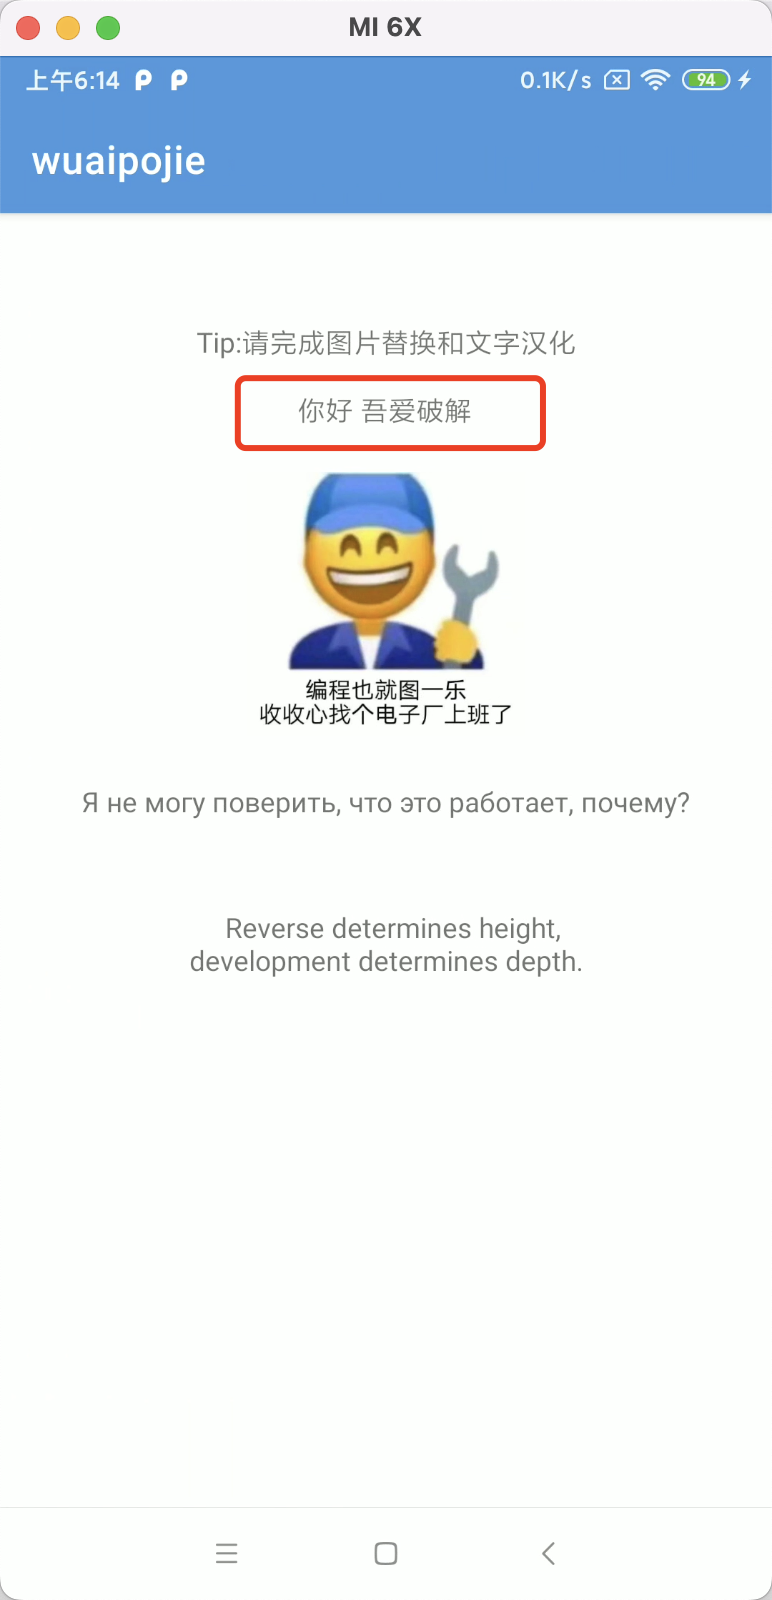 MI 6X
上午6:14
0.1K/s
94
wuaipojie
Tip:请完成图片替换和文字汉化
你好 吾爱破解
编程也就图一乐
收收心找个电子厂上班了
Я не могу поверить, что это работает, почему?
Reverse determines height,
development determines depth.